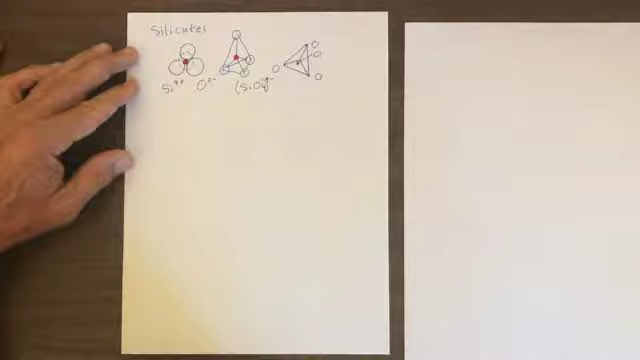 Silicates
O O O O
Si⁴⁺ O²⁻ (SiO₄)⁴⁻